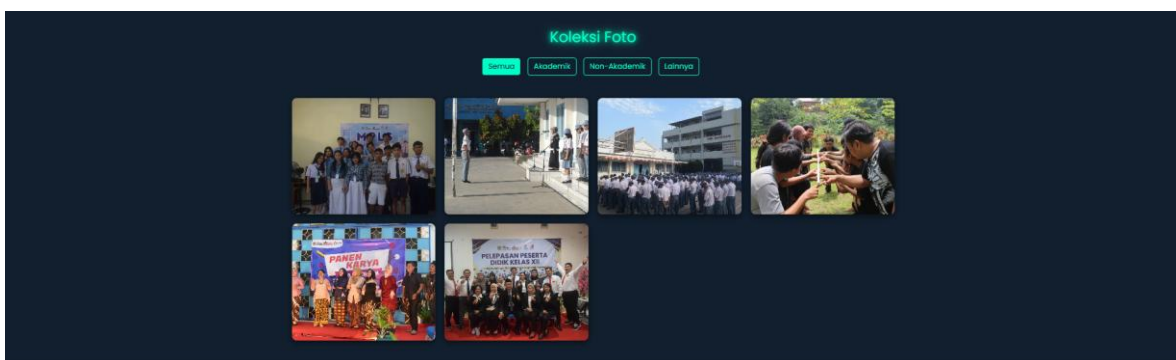 Koleksi Foto
Semua
Akademik
Non-Akademik
Lainnya
PANEN
KARYA
PELEPASAN PESERTA
DIDIK KELAS XII